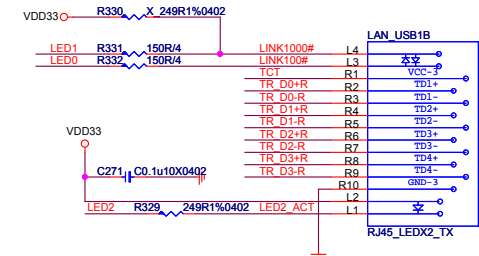 R330 X_249R1%0402
VDD33
LAN_USB1B
LED1 R331 150R/4 LINK1000# L4
LED0 R332 150R/4 LINK100# L3
TCT R1 VCC-3
TR_D0+R R2 TD1+
TR_D0-R R3 TD1-
TR_D1+R R4 TD2+
TR_D1-R R5 TD2-
TR_D2+R R6 TD3+
TR_D2-R R7 TD3-
TR_D3+R R8 TD4+
TR_D3-R R9 TD4-
R10 GND-3
VDD33
C271 C0.1u10X0402
L2
LED2 R329 249R1%0402 LED2_ACT L1
RJ45_LEDX2_TX